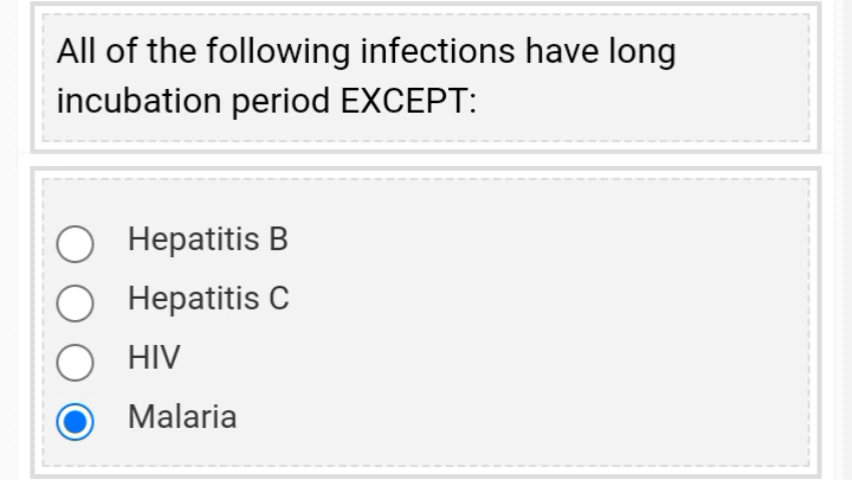 All of the following infections have long
incubation period EXCEPT:
Hepatitis B
Hepatitis C
HIV
Malaria